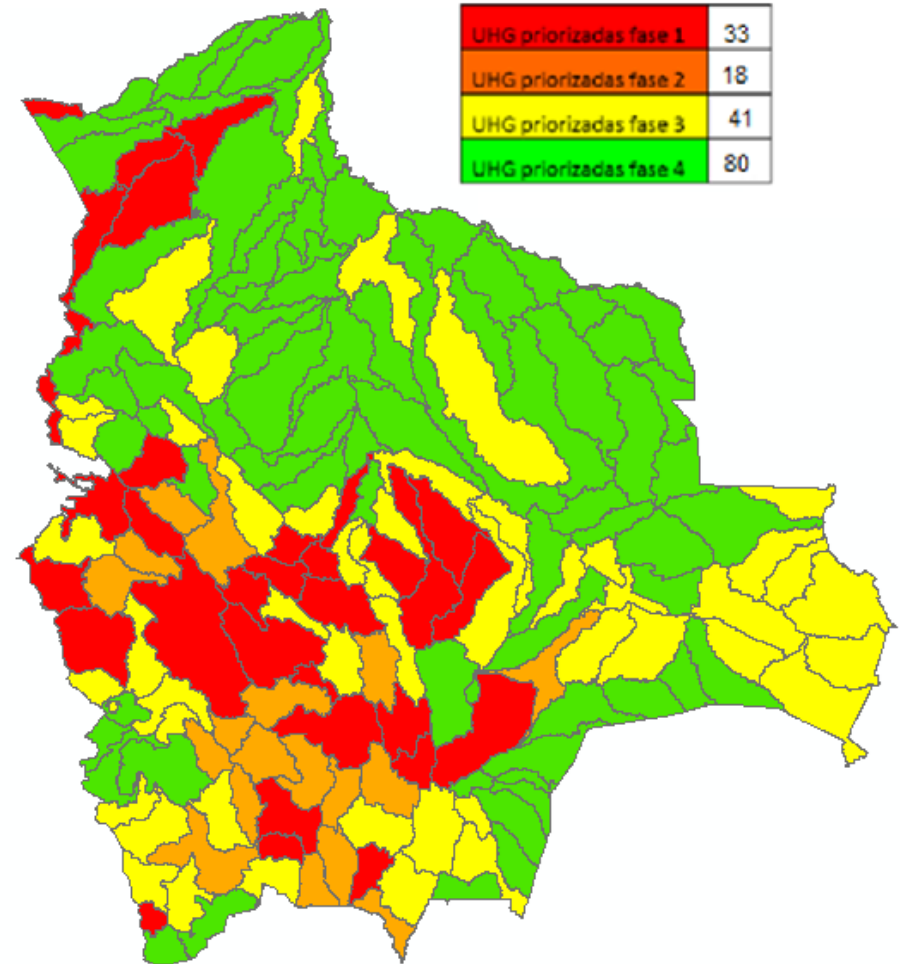 UHG priorizadas fase 1 33
UHG priorizadas fase 2 18
UHG priorizadas fase 3 41
UHG priorizadas fase 4 80